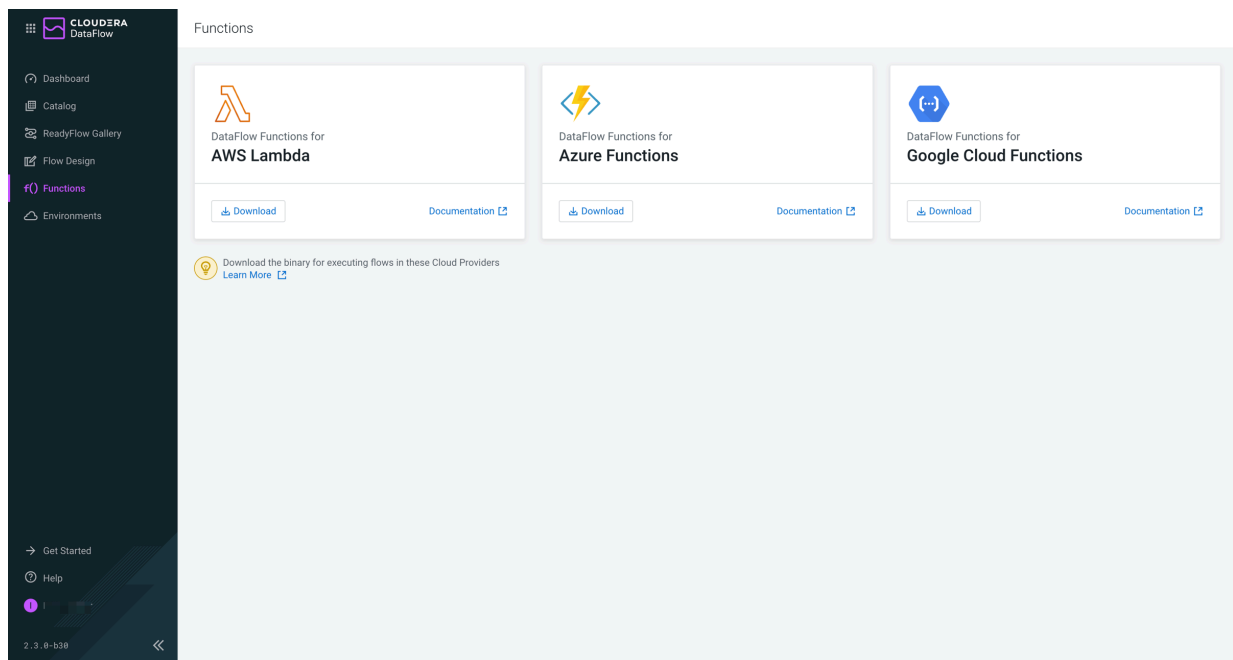 CLOUDERA
DataFlow
Dashboard
Catalog
ReadyFlow Gallery
Flow Design
f() Functions
Environments
Get Started
Help
2.3.0-b30
Functions
DataFlow Functions for
AWS Lambda
Download
Documentation
DataFlow Functions for
Azure Functions
Download
Documentation
DataFlow Functions for
Google Cloud Functions
Download
Documentation
Download the binary for executing flows in these Cloud Providers
Learn More